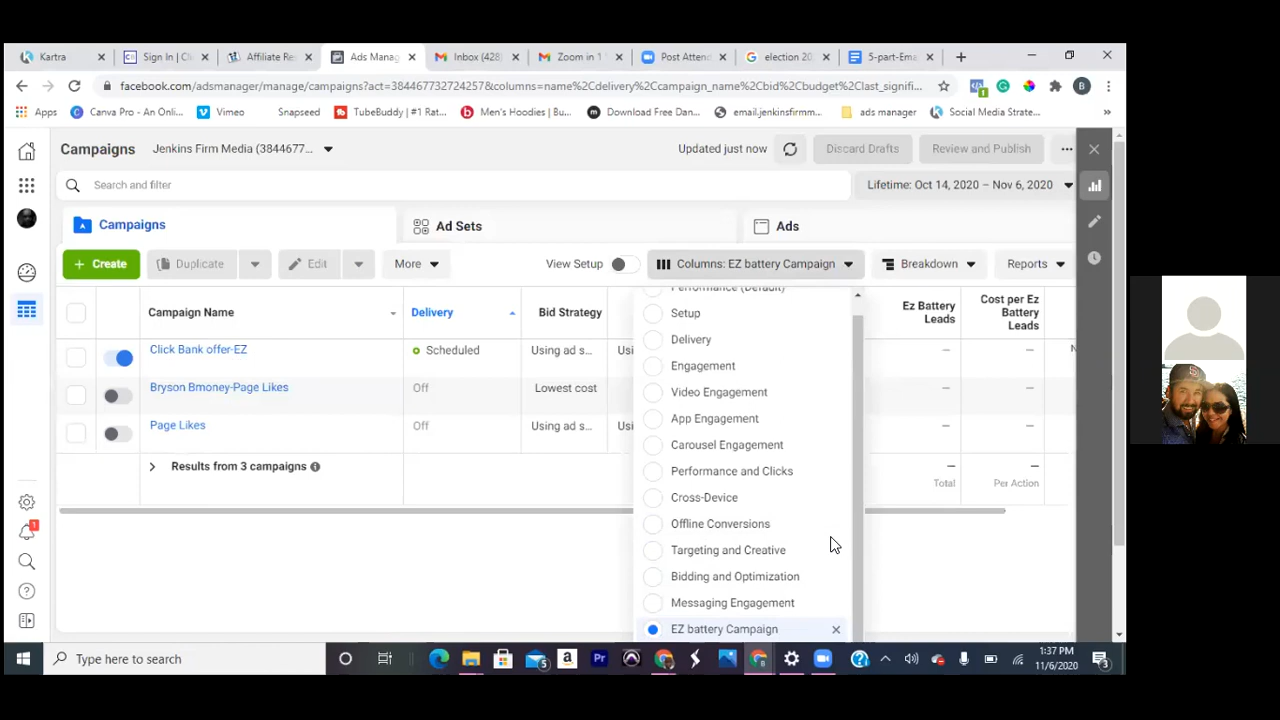 Kartra
Sign In | Cli
Affiliate Re
Ads Mana
Inbox (428
Zoom in 1
Post Attend
election 20
5-part-Ema
facebook.com/adsmanager/manage/campaigns?act=384467732724257&columns=name%2Cdelivery%2Ccampaign_name%2Cbid%2Cbudget%2Clast_signifi...
B
Apps
Canva Pro - An Onli...
Vimeo
Snapseed
TubeBuddy | #1 Rat...
Men's Hoodies | Bu...
Download Free Dan...
email.jenkinsfirmm...
ads manager
Social Media Strate...
Campaigns
Jenkins Firm Media (3844677...
Updated just now
Discard Drafts
Review and Publish
Search and filter
Lifetime: Oct 14, 2020 – Nov 6, 2020
Campaigns
Ad Sets
Ads
+ Create
Duplicate
Edit
More
View Setup
Columns: EZ battery Campaign
Breakdown
Reports
Campaign Name
Delivery
Bid Strategy
Ez Battery Leads
Cost per Ez Battery Leads
Click Bank offer-EZ
Scheduled
Using ad s...
Usi
Bryson Bmoney-Page Likes
Off
Lowest cost
Page Likes
Off
Using ad s...
Usi
Results from 3 campaigns
Total
Per Action
Performance (Default)
Setup
Delivery
Engagement
Video Engagement
App Engagement
Carousel Engagement
Performance and Clicks
Cross-Device
Offline Conversions
Targeting and Creative
Bidding and Optimization
Messaging Engagement
EZ battery Campaign
Type here to search
1:37 PM
11/6/2020